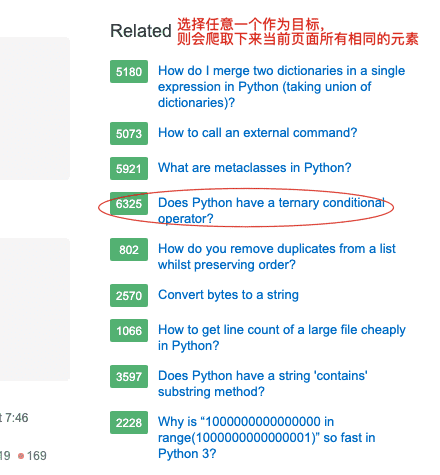 Related 选择任意一个作为目标,
则会爬取下来当前页面所有相同的元素
5180 How do I merge two dictionaries in a single
expression in Python (taking union of
dictionaries)?
5073 How to call an external command?
5921 What are metaclasses in Python?
6325 Does Python have a ternary conditional
operator?
802 How do you remove duplicates from a list
whilst preserving order?
2570 Convert bytes to a string
1066 How to get line count of a large file cheaply
in Python?
3597 Does Python have a string 'contains'
substring method?
t 7:46
2228 Why is “1000000000000000 in
range(1000000000000001)” so fast in
Python 3?
19 ● 169